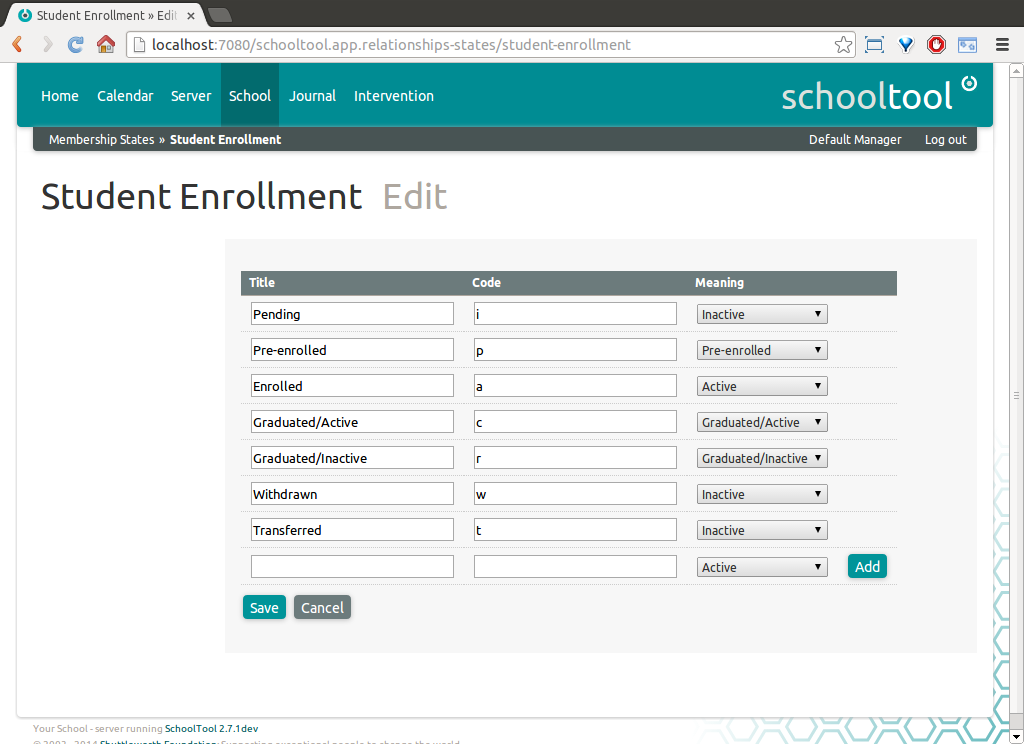 Student Enrollment » Edit
localhost:7080/schooltool.app.relationships-states/student-enrollment
Home Calendar Server School Journal Intervention schooltool
Membership States » Student Enrollment Default Manager Log out
Student Enrollment Edit
Title Code Meaning
Pending i Inactive
Pre-enrolled p Pre-enrolled
Enrolled a Active
Graduated/Active c Graduated/Active
Graduated/Inactive r Graduated/Inactive
Withdrawn w Inactive
Transferred t Inactive
Active Add
Save Cancel
Your School - server running SchoolTool 2.7.1dev